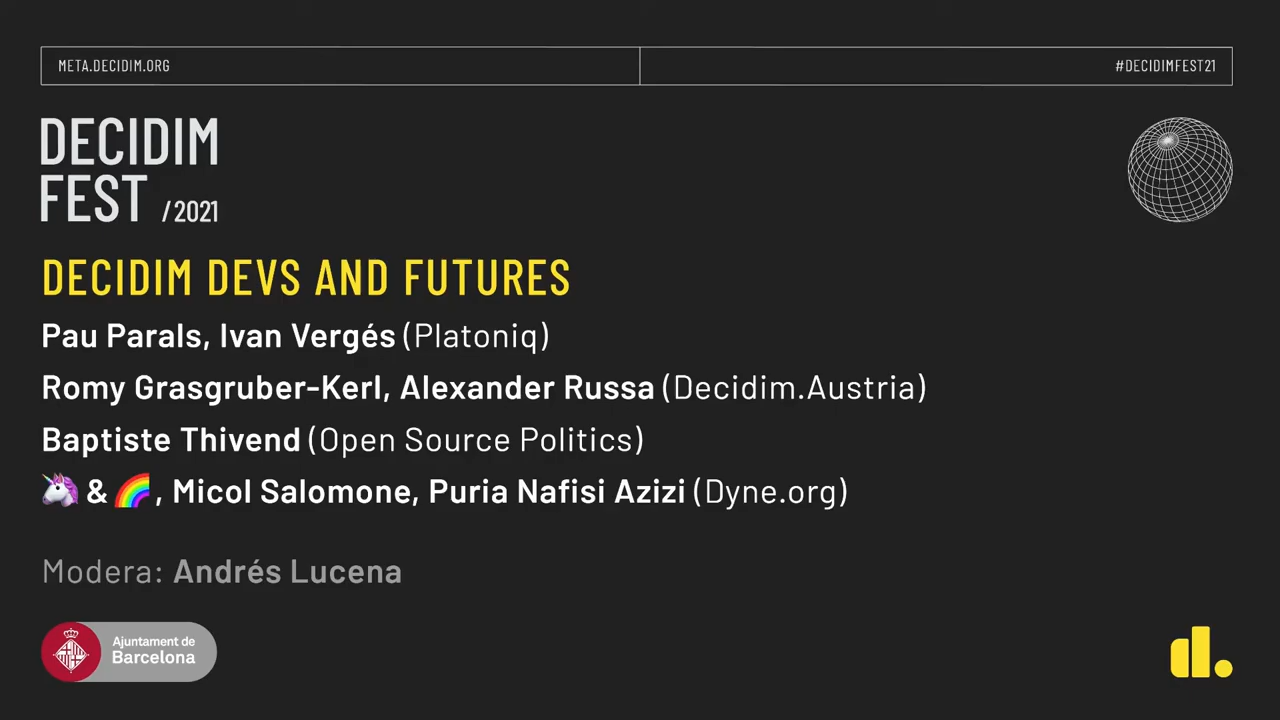 META.DECIDIM.ORG
#DECIDIMFEST21
DECIDIM
FEST /2021
DECIDIM DEVS AND FUTURES
Pau Parals, Ivan Vergés (Platoniq)
Romy Grasgruber-Kerl, Alexander Russa (Decidim.Austria)
Baptiste Thivend (Open Source Politics)
🦄 & 🌈, Micol Salomone, Puria Nafisi Azizi (Dyne.org)
Modera: Andrés Lucena
Ajuntament de
Barcelona
d.